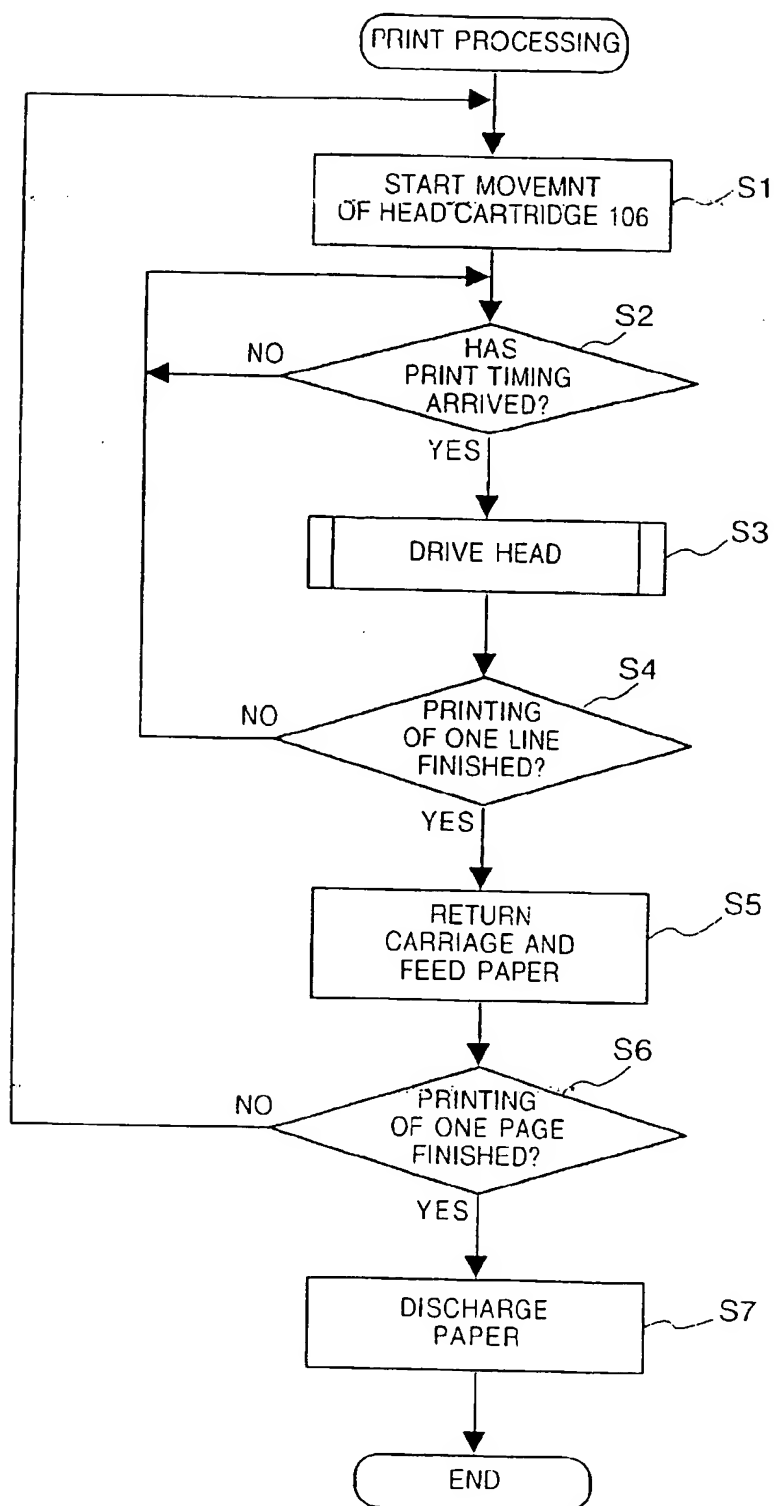 PRINT PROCESSING
START MOVEMNT
OF HEAD CARTRIDGE 106
S1
S2
HAS
PRINT TIMING
ARRIVED?
NO
YES
DRIVE HEAD
S3
S4
PRINTING
OF ONE LINE
FINISHED?
NO
YES
RETURN
CARRIAGE AND
FEED PAPER
S5
S6
PRINTING
OF ONE PAGE
FINISHED?
NO
YES
DISCHARGE
PAPER
S7
END